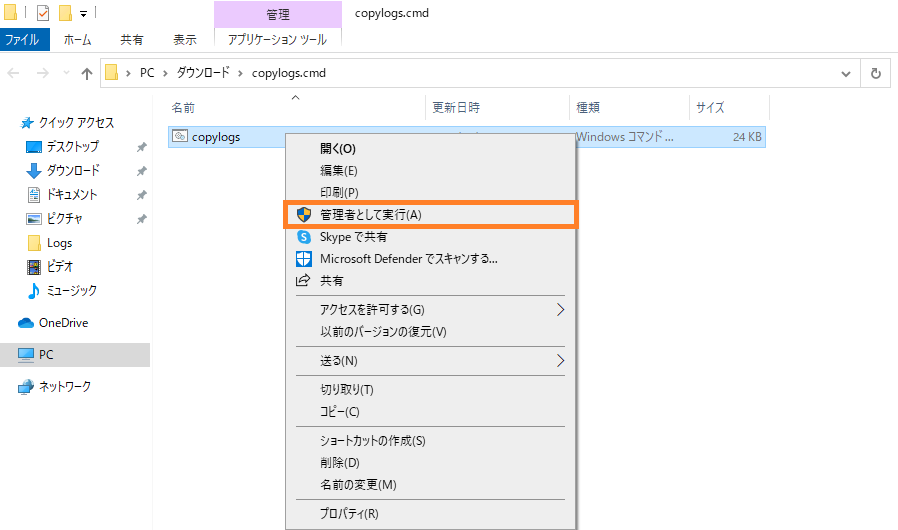 管理
copylogs.cmd
ファイル
ホーム
共有
表示
アプリケーション ツール
PC
ダウンロード
copylogs.cmd
名前
更新日時
種類
サイズ
クイック アクセス
デスクトップ
ダウンロード
ドキュメント
ピクチャ
Logs
ビデオ
ミュージック
OneDrive
PC
ネットワーク
copylogs
Windows コマンド ...
24 KB
開く(O)
編集(E)
印刷(P)
管理者として実行(A)
Skype で共有
Microsoft Defender でスキャンする...
共有
アクセスを許可する(G)
以前のバージョンの復元(V)
送る(N)
切り取り(T)
コピー(C)
ショートカットの作成(S)
削除(D)
名前の変更(M)
プロパティ(R)